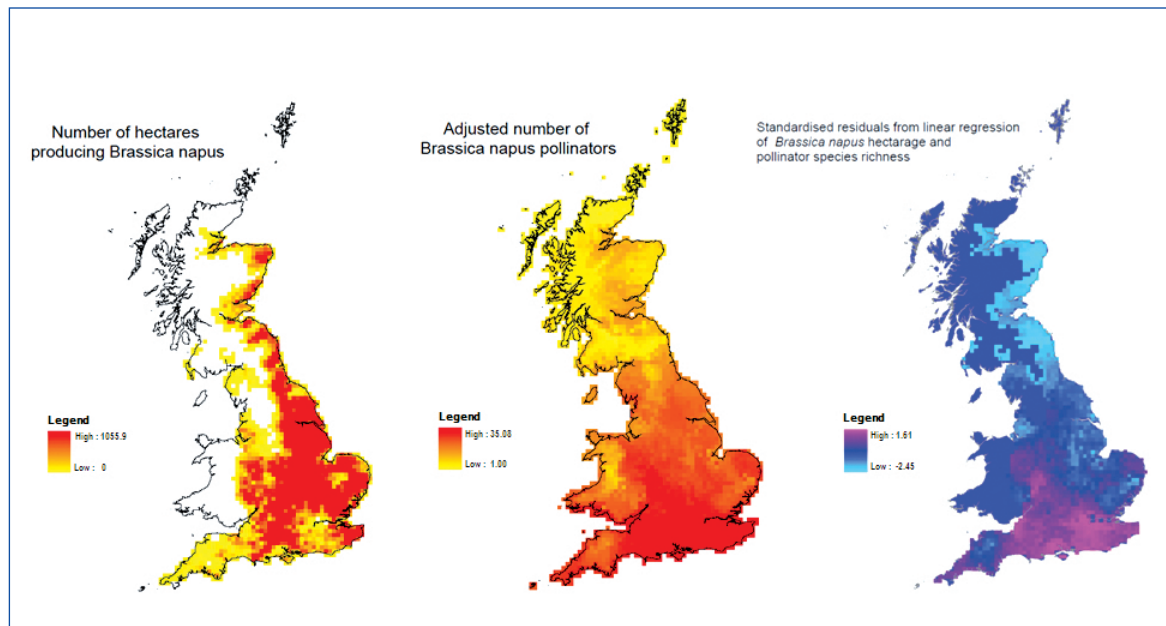 Number of hectares
producing Brassica napus
Legend
High : 1055.9
Low : 0
Adjusted number of
Brassica napus pollinators
Legend
High : 35.08
Low : 1.00
Standardised residuals from linear regression
of Brassica napus hectarage and
pollinator species richness
Legend
High : 1.61
Low : -2.45